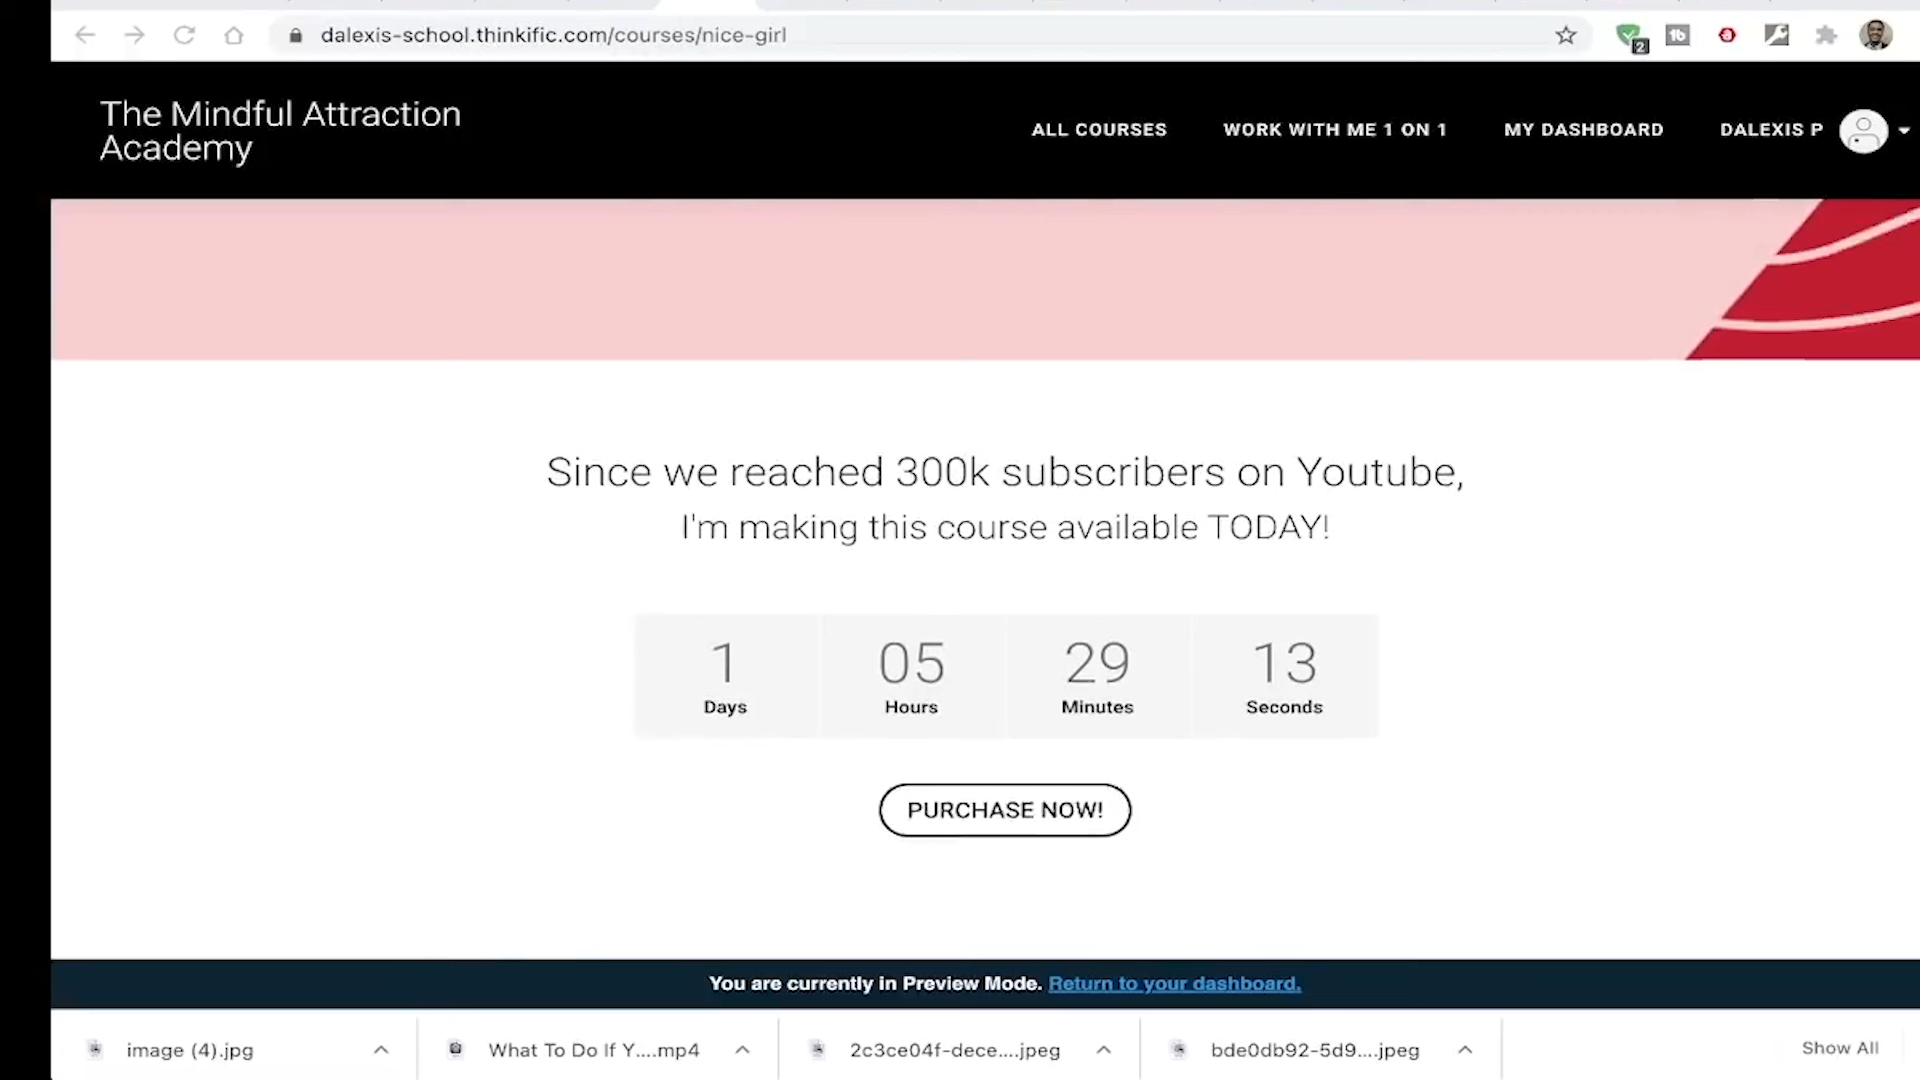 dalexis-school.thinkific.com/courses/nice-girl
2
The Mindful Attraction
Academy
ALL COURSES
WORK WITH ME 1 ON 1
MY DASHBOARD
DALEXIS P
Since we reached 300k subscribers on Youtube,
I'm making this course available TODAY!
1
Days
05
Hours
29
Minutes
13
Seconds
PURCHASE NOW!
You are currently in Preview Mode. Return to your dashboard.
image (4).jpg
What To Do If Y....mp4
2c3ce04f-dece....jpeg
bde0db92-5d9....jpeg
Show All